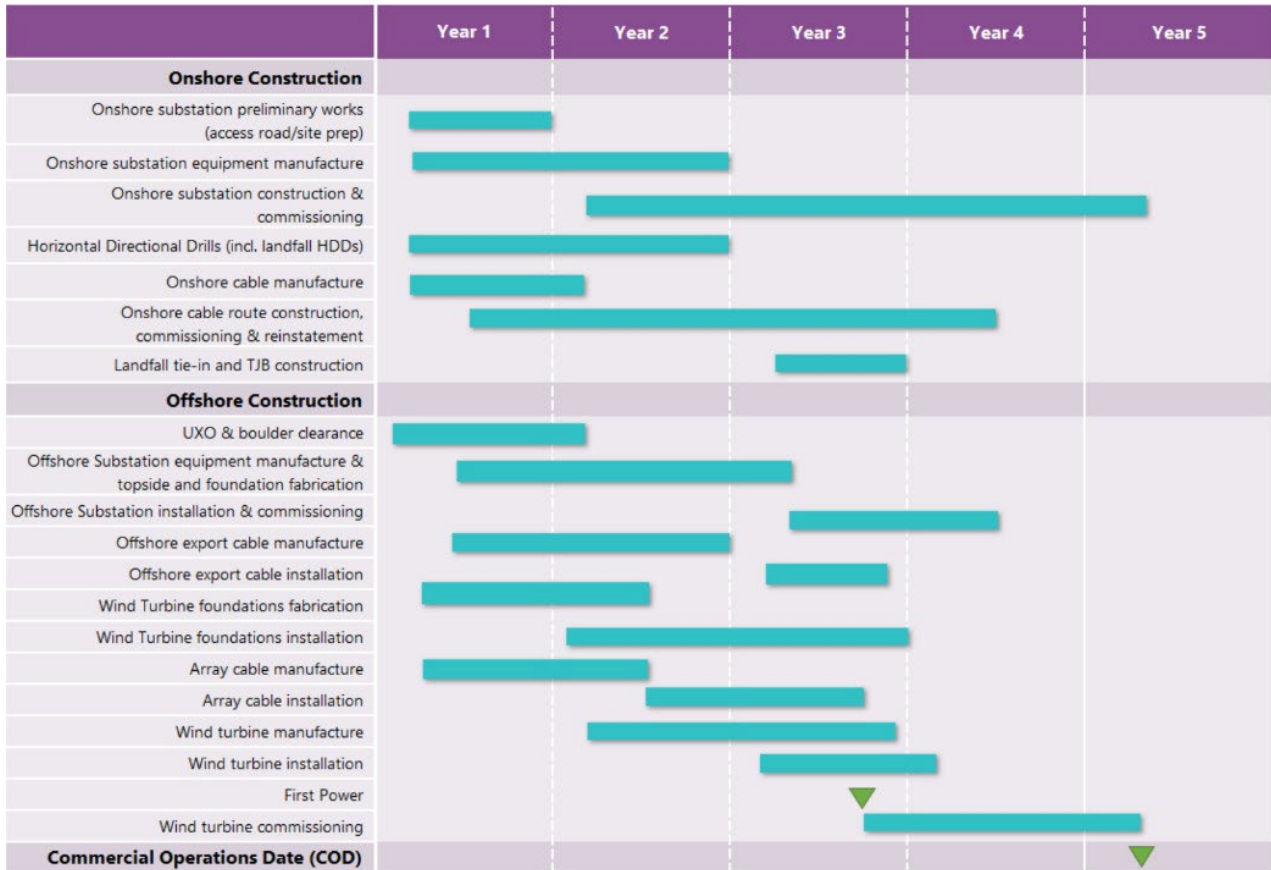 Year 1 Year 2 Year 3 Year 4 Year 5
Onshore Construction
Onshore substation preliminary works
(access road/site prep)
Onshore substation equipment manufacture
Onshore substation construction &
commissioning
Horizontal Directional Drills (incl. landfall HDDs)
Onshore cable manufacture
Onshore cable route construction,
commissioning & reinstatement
Landfall tie-in and TJB construction
Offshore Construction
UXO & boulder clearance
Offshore Substation equipment manufacture &
topside and foundation fabrication
Offshore Substation installation & commissioning
Offshore export cable manufacture
Offshore export cable installation
Wind Turbine foundations fabrication
Wind Turbine foundations installation
Array cable manufacture
Array cable installation
Wind turbine manufacture
Wind turbine installation
First Power
Wind turbine commissioning
Commercial Operations Date (COD)